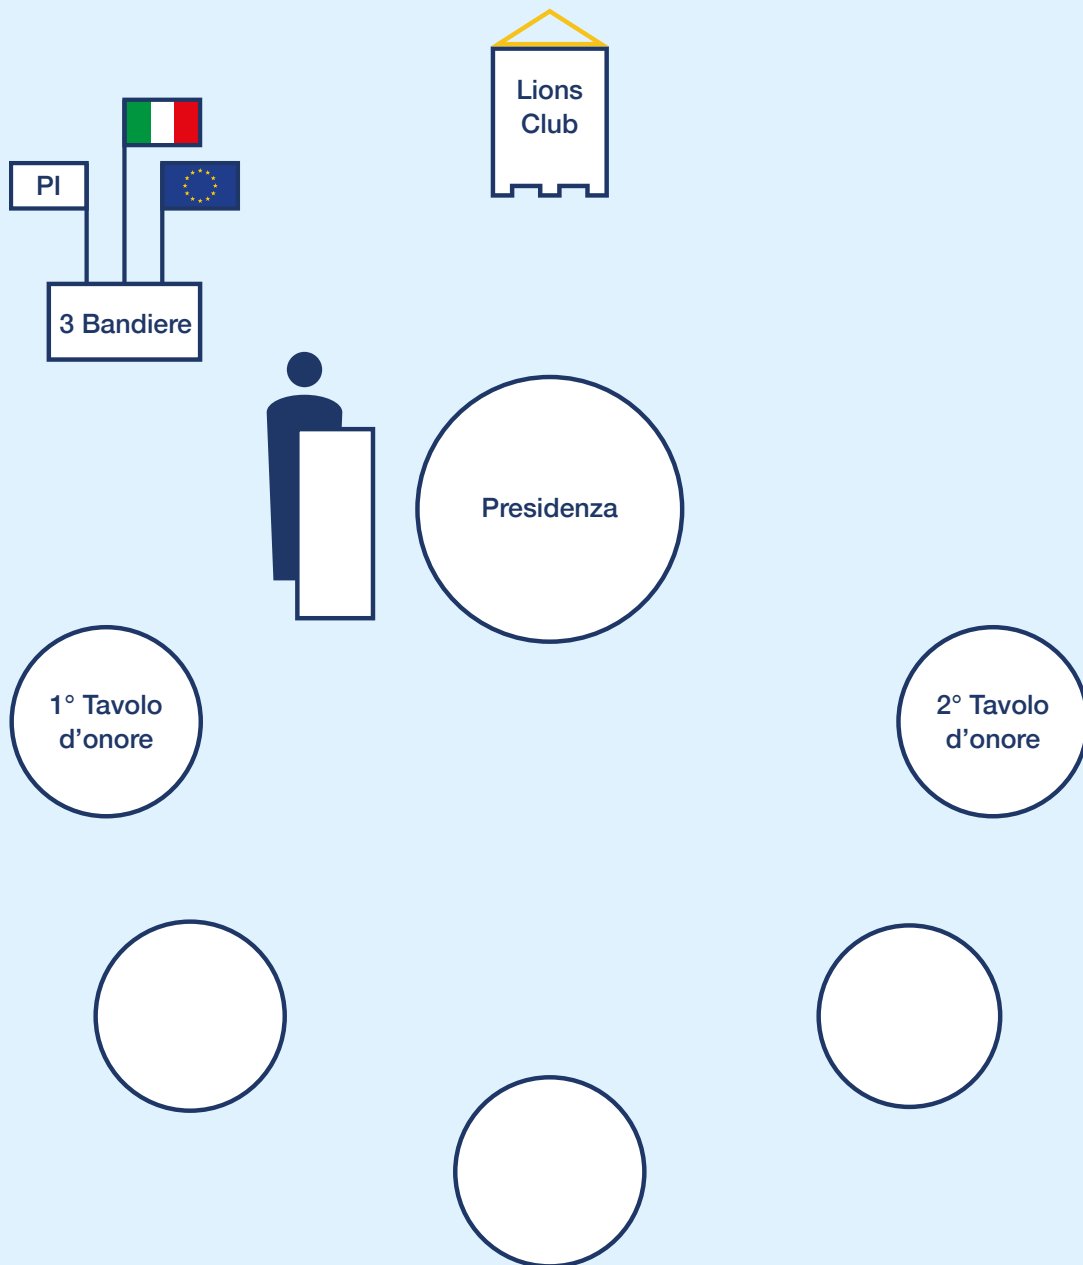 Lions
Club
PI
3 Bandiere
Presidenza
1° Tavolo
d’onore
2° Tavolo
d’onore